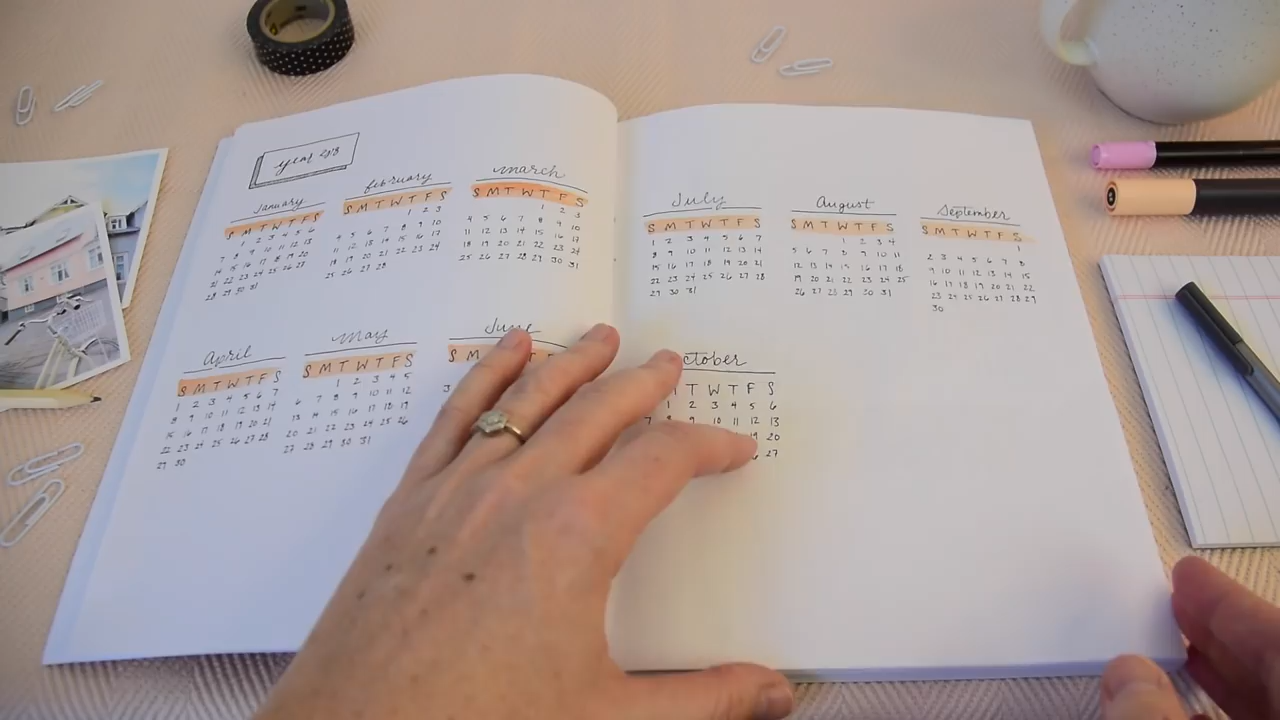 year 2018
January
S M T W T F S
1 2 3 4 5 6
7 8 9 10 11 12 13
14 15 16 17 18 19 20
21 22 23 24 25 26 27
28 29 30 31
february
S M T W T F S
1 2 3
4 5 6 7 8 9 10
11 12 13 14 15 16 17
18 19 20 21 22 23 24
25 26 27 28
march
S M T W T F S
1 2 3
4 5 6 7 8 9 10
11 12 13 14 15 16 17
18 19 20 21 22 23 24
25 26 27 28 29 30 31
April
S M T W T F S
1 2 3 4 5 6 7
8 9 10 11 12 13 14
15 16 17 18 19 20 21
22 23 24 25 26 27 28
29 30
May
S M T W T F S
1 2 3 4 5
6 7 8 9 10 11 12
13 14 15 16 17 18 19
20 21 22 23 24 25 26
27 28 29 30 31
June
S
3
July
S M T W T F S
1 2 3 4 5 6 7
8 9 10 11 12 13 14
15 16 17 18 19 20 21
22 23 24 25 26 27 28
29 30 31
August
S M T W T F S
1 2 3 4
5 6 7 8 9 10 11
12 13 14 15 16 17 18
19 20 21 22 23 24 25
26 27 28 29 30 31
September
S M T W T F S
1
2 3 4 5 6 7 8
9 10 11 12 13 14 15
16 17 18 19 20 21 22
23 24 25 26 27 28 29
30
October
T W T F S
1 2 3 4 5 6
7 8 9 10 11 12 13
19 20
27